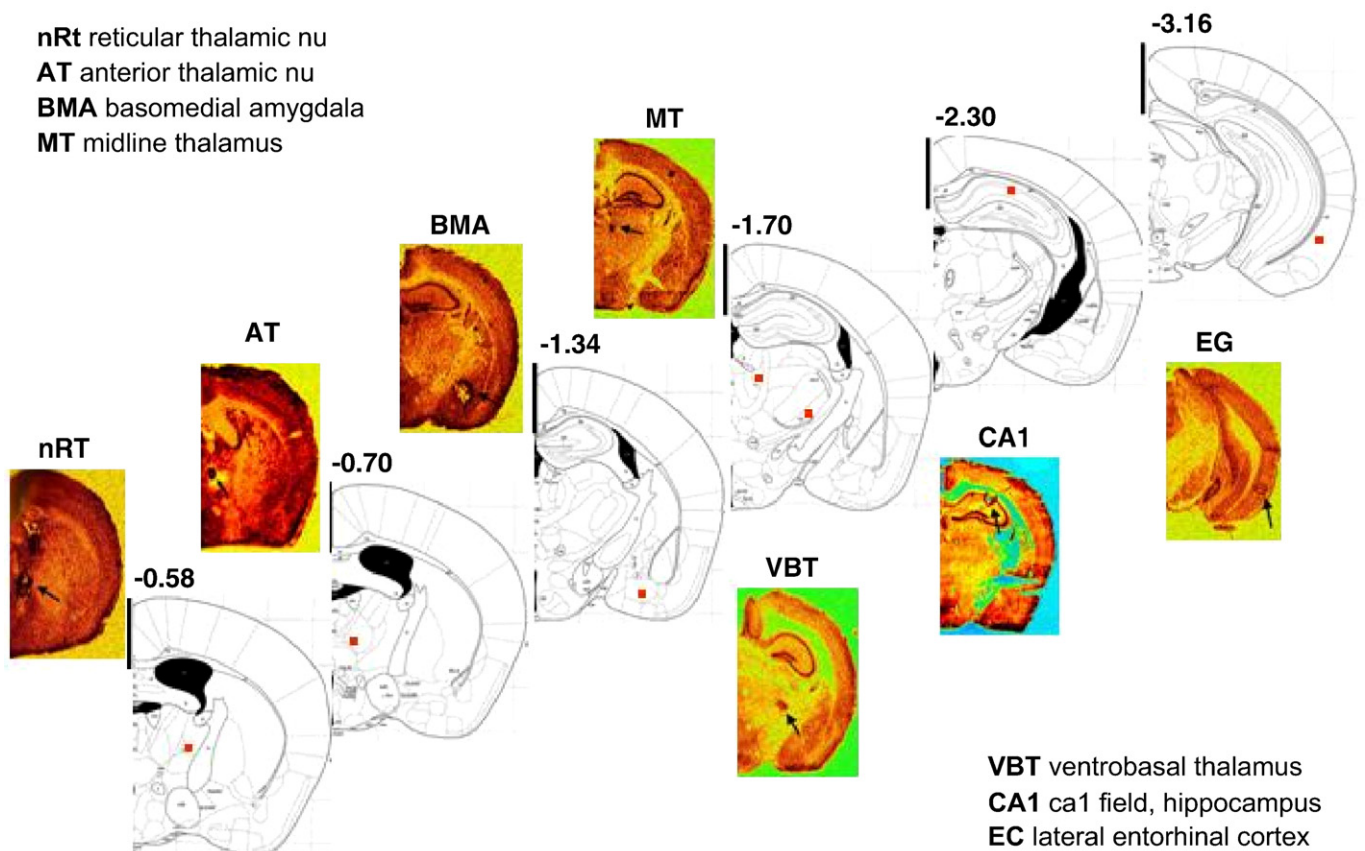 nRt reticular thalamic nu
AT anterior thalamic nu
BMA basomedial amygdala
MT midline thalamus
-3.16
MT
-2.30
BMA
-1.70
AT
-1.34
EG
nRT
-0.70
CA1
-0.58
VBT
VBT ventrobasal thalamus
CA1 ca1 field, hippocampus
EC lateral entorhinal cortex